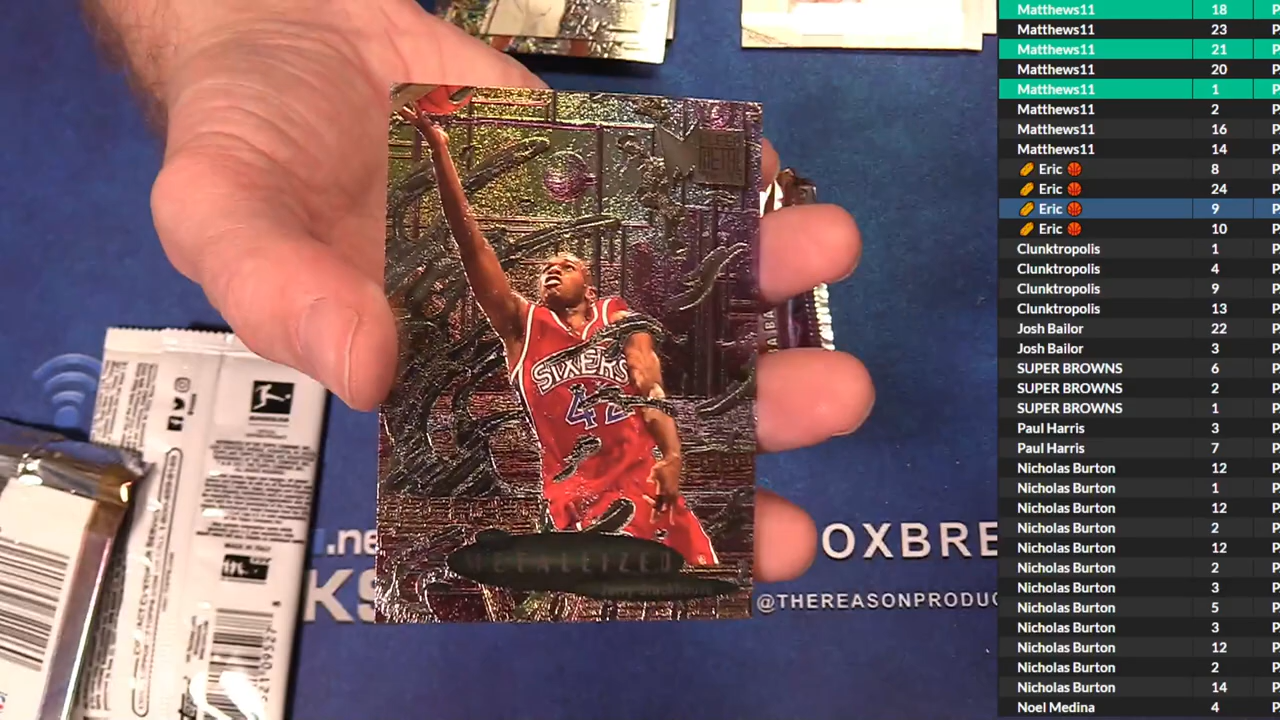 Matthews11 18 P
Matthews11 23 P
Matthews11 21 P
Matthews11 20 P
Matthews11 1 P
Matthews11 2 P
Matthews11 16 P
Matthews11 14 P
Eric 8 P
Eric 24 P
Eric 9 P
Eric 10 P
Clunktropolis 1 P
Clunktropolis 4 P
Clunktropolis 9 P
Clunktropolis 13 P
Josh Bailor 22 P
Josh Bailor 3 P
SUPER BROWNS 6 P
SUPER BROWNS 2 P
SUPER BROWNS 1 P
Paul Harris 3 P
Paul Harris 7 P
Nicholas Burton 12 P
Nicholas Burton 1 P
Nicholas Burton 12 P
Nicholas Burton 2 P
Nicholas Burton 12 P
Nicholas Burton 2 P
Nicholas Burton 3 P
Nicholas Burton 5 P
Nicholas Burton 3 P
Nicholas Burton 12 P
Nicholas Burton 2 P
Nicholas Burton 14 P
Noel Medina 4 P
SIXERS
42
METALLIZED
.ne
KS
OXBRE
@THEREASONPRODUC